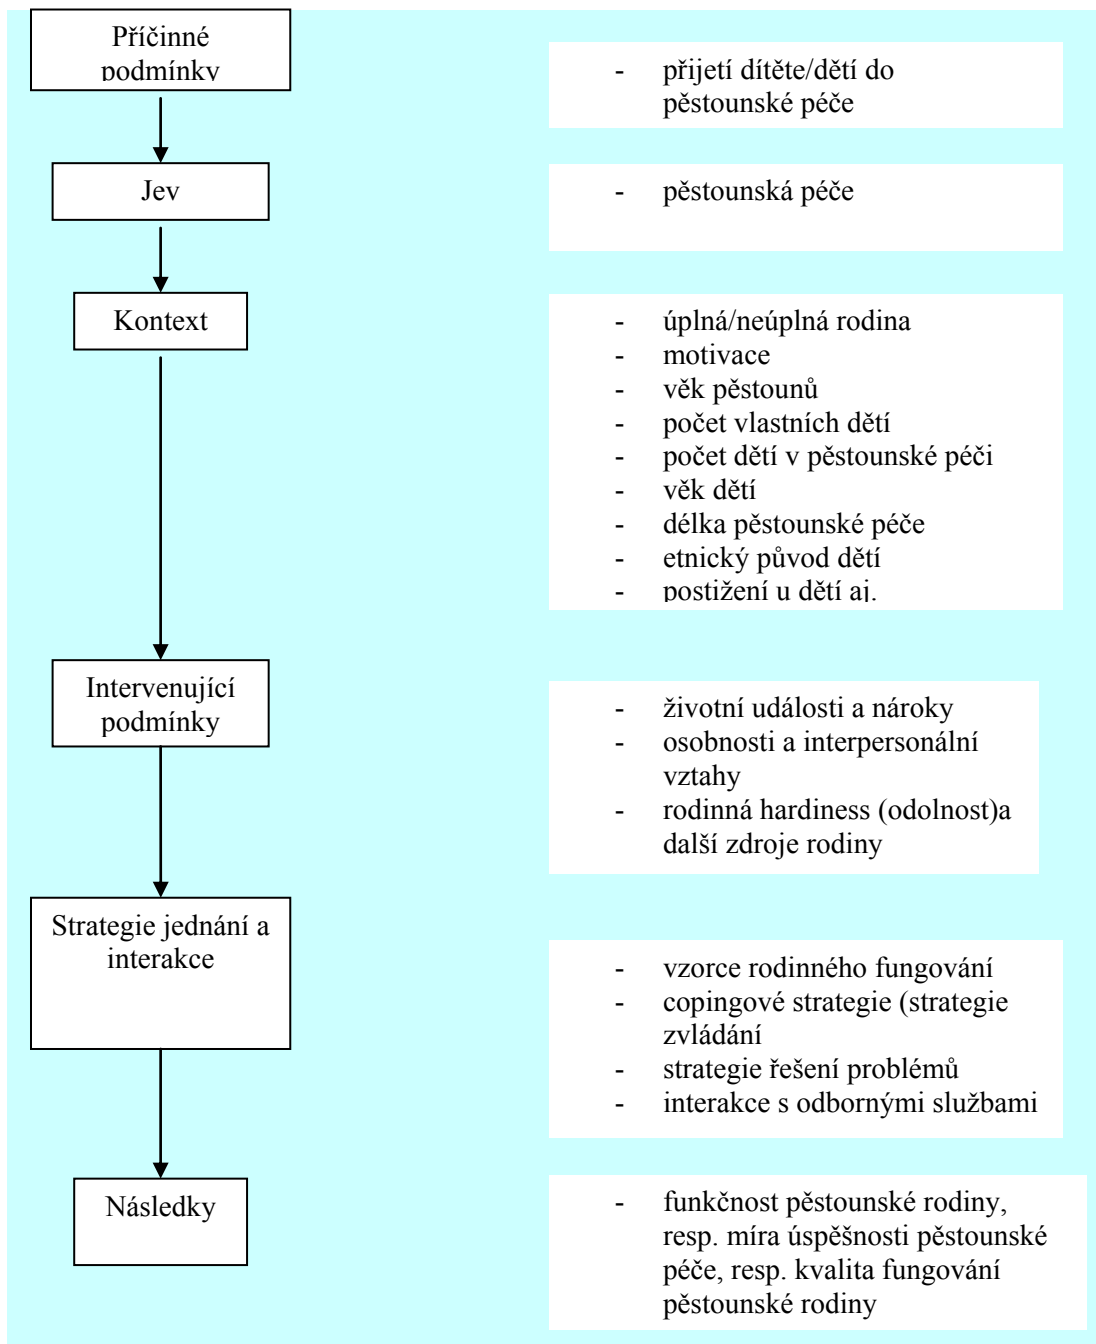 Příčinné
podmínky
- přijetí dítěte/dětí do
pěstounské péče
Jev
- pěstounská péče
Kontext
- úplná/neúplná rodina
- motivace
- věk pěstounů
- počet vlastních dětí
- počet dětí v pěstounské péči
- věk dětí
- délka pěstounské péče
- etnický původ dětí
- postižení u dětí aj.
Intervenující
podmínky
- životní události a nároky
- osobnosti a interpersonální
vztahy
- rodinná hardiness (odolnost)a
další zdroje rodiny
Strategie jednání a
interakce
- vzorce rodinného fungování
- copingové strategie (strategie
zvládání
- strategie řešení problémů
- interakce s odbornými službami
Následky
- funkčnost pěstounské rodiny,
resp. míra úspěšnosti pěstounské
péče, resp. kvalita fungování
pěstounské rodiny